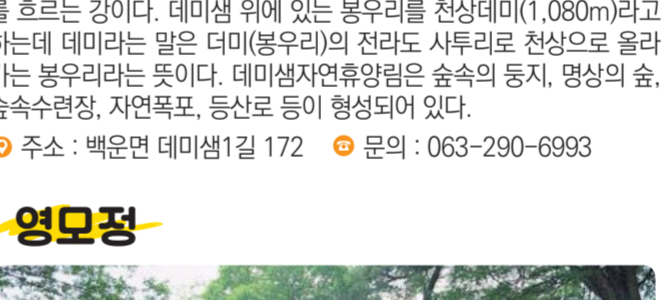 를 흐르는 강이다. 데미샘 위에 있는 봉우리를 천상데미(1,080m)라고
하는데 데미라는 말은 더미(봉우리)의 전라도 사투리로 천상으로 올라
가는 봉우리라는 뜻이다. 데미샘자연휴양림은 숲속의 둥지, 명상의 숲,
숲속수련장, 자연폭포, 등산로 등이 형성되어 있다.
주소 : 백운면 데미샘1길 172 문의 : 063-290-6993
영모정